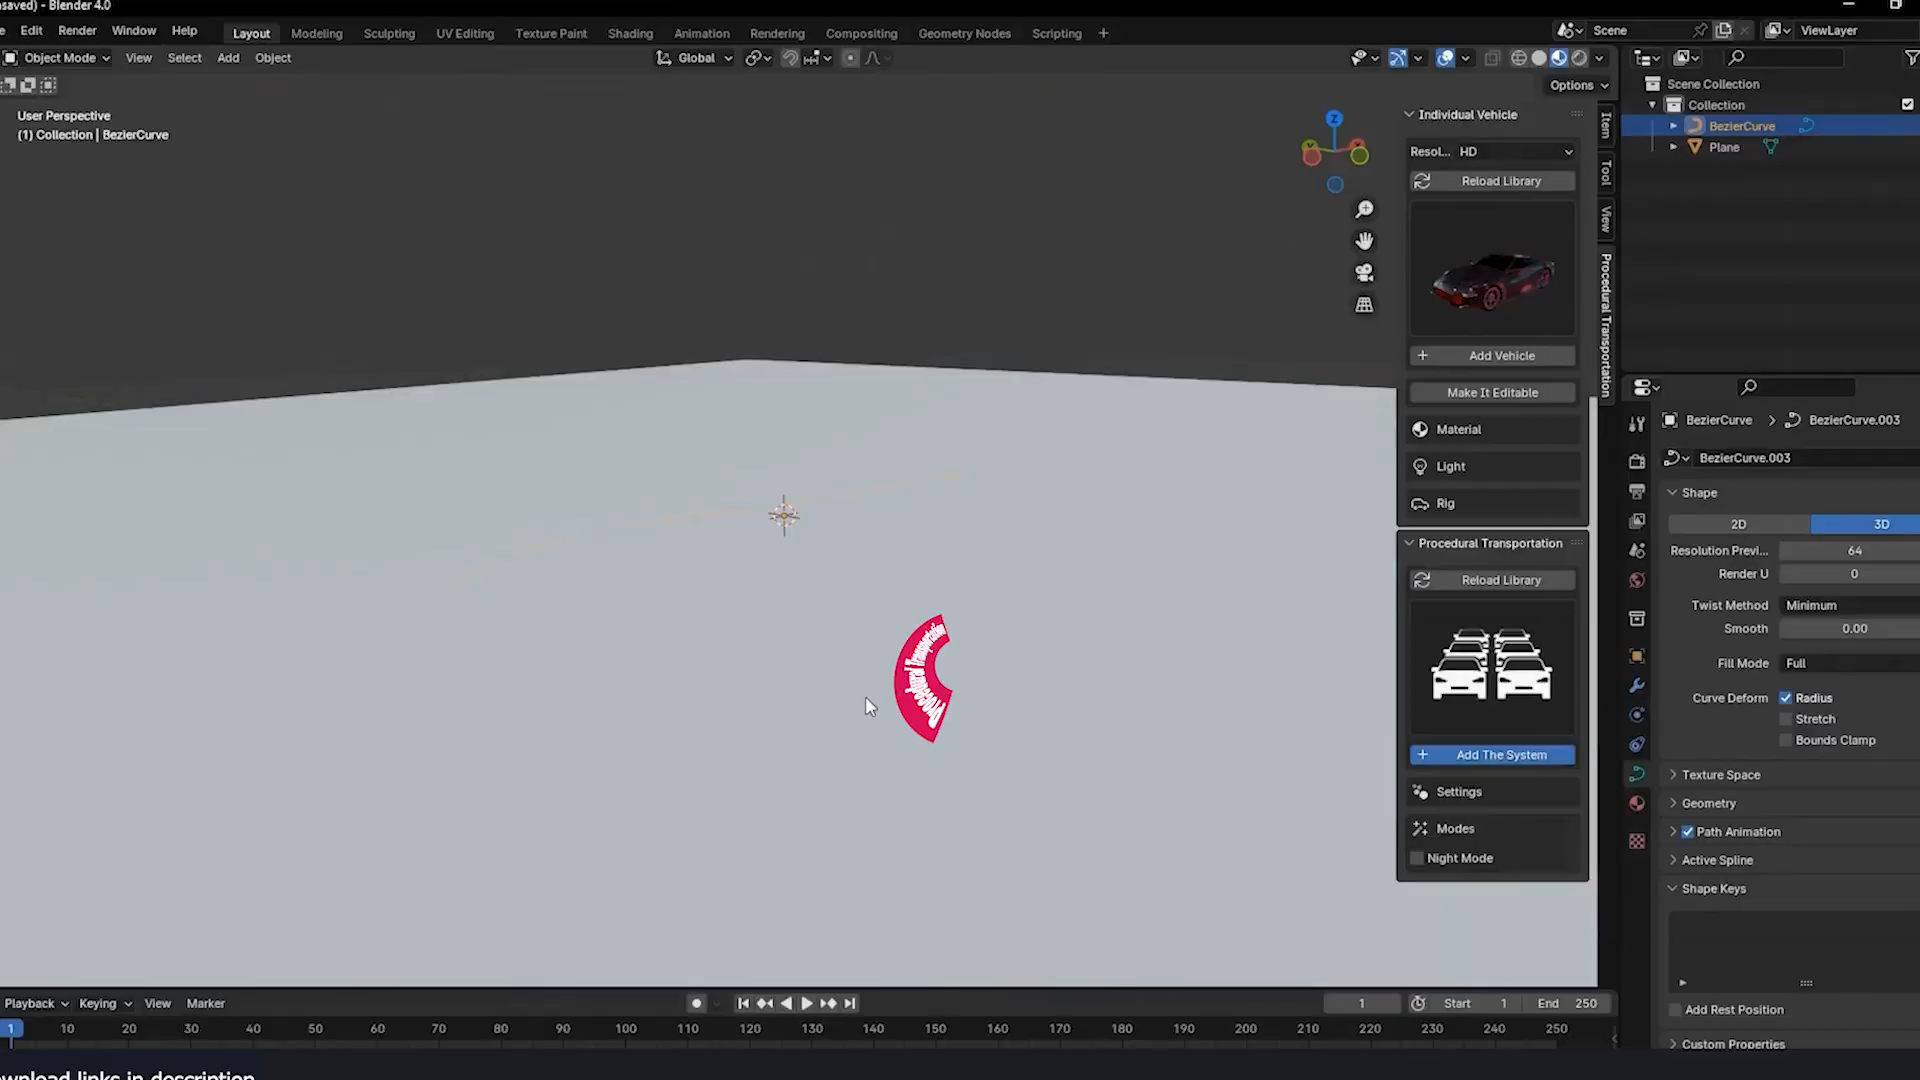 saved) - Blender 4.0
Edit Render Window Help
Layout Modeling Sculpting UV Editing Texture Paint Shading Animation Rendering Compositing Geometry Nodes Scripting +
Scene
ViewLayer
Object Mode View Select Add Object
Global
Options
User Perspective
(1) Collection | BezierCurve
Z
Y
X
Individual Vehicle
Resol... HD
Reload Library
Add Vehicle
Make It Editable
Material
Light
Rig
Procedural Transportation
Reload Library
Add The System
Settings
Modes
Night Mode
Item
Tool
View
Procedural Transportation
Procedural Transportation
Scene Collection
Collection
BezierCurve
Plane
BezierCurve > BezierCurve.003
BezierCurve.003
Shape
2D 3D
Resolution Previ... 64
Render U 0
Twist Method Minimum
Smooth 0.00
Fill Mode Full
Curve Deform Radius
Stretch
Bounds Clamp
Texture Space
Geometry
Path Animation
Active Spline
Shape Keys
Add Rest Position
Custom Properties
Playback Keying View Marker
1 Start 1 End 250
1 10 20 30 40 50 60 70 80 90 100 110 120 130 140 150 160 170 180 190 200 210 220 230 240 250
ownload links in description